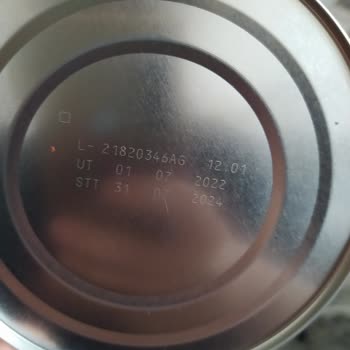 L- 21820346AG 12.01
UT 01 07 2022
STT 31 2024